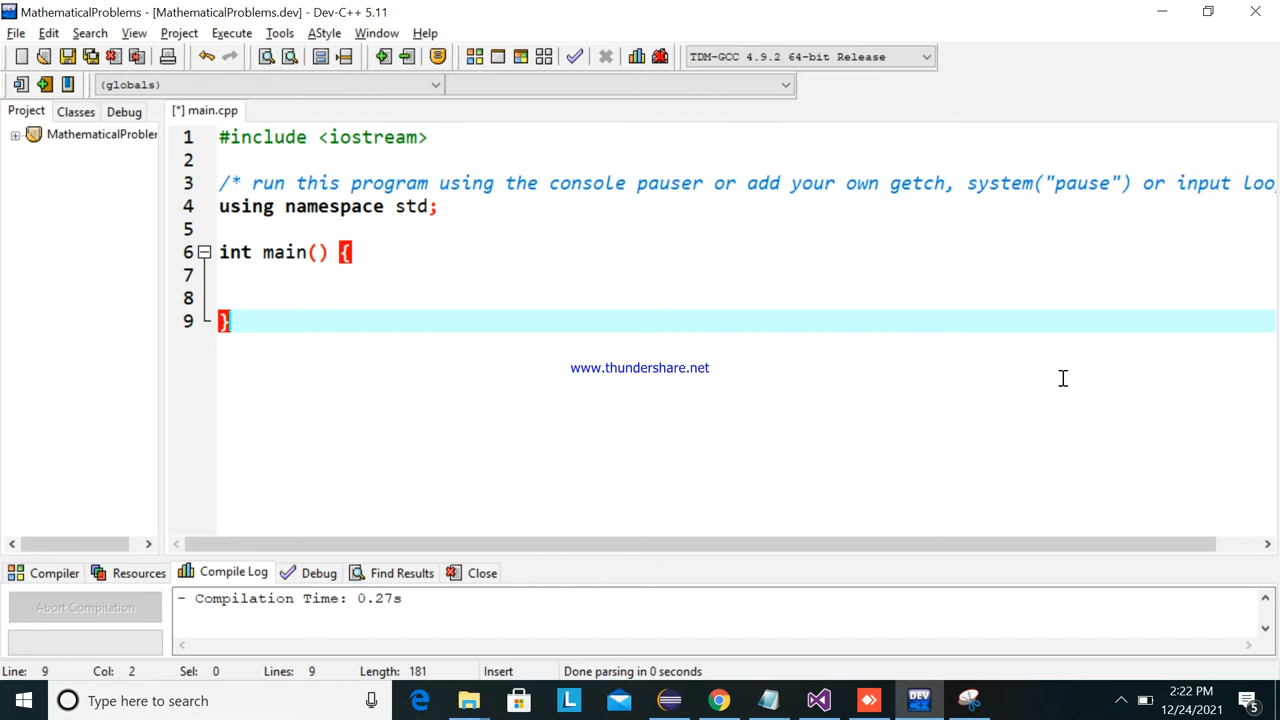 MathematicalProblems - [MathematicalProblems.dev] - Dev-C++ 5.11
File Edit Search View Project Execute Tools AStyle Window Help
TDM-GCC 4.9.2 64-bit Release
(globals)
Project Classes Debug [*] main.cpp
MathematicalProbler
1 #include <iostream>
2
3 /* run this program using the console pauser or add your own getch, system("pause") or input loo
4 using namespace std;
5
6 int main() {
7
8
9 }
www.thundershare.net
Compiler Resources Compile Log Debug Find Results Close
Abort Compilation
- Compilation Time: 0.27s
Line: 9 Col: 2 Sel: 0 Lines: 9 Length: 181 Insert Done parsing in 0 seconds
Type here to search
DEV
2:22 PM
12/24/2021
5